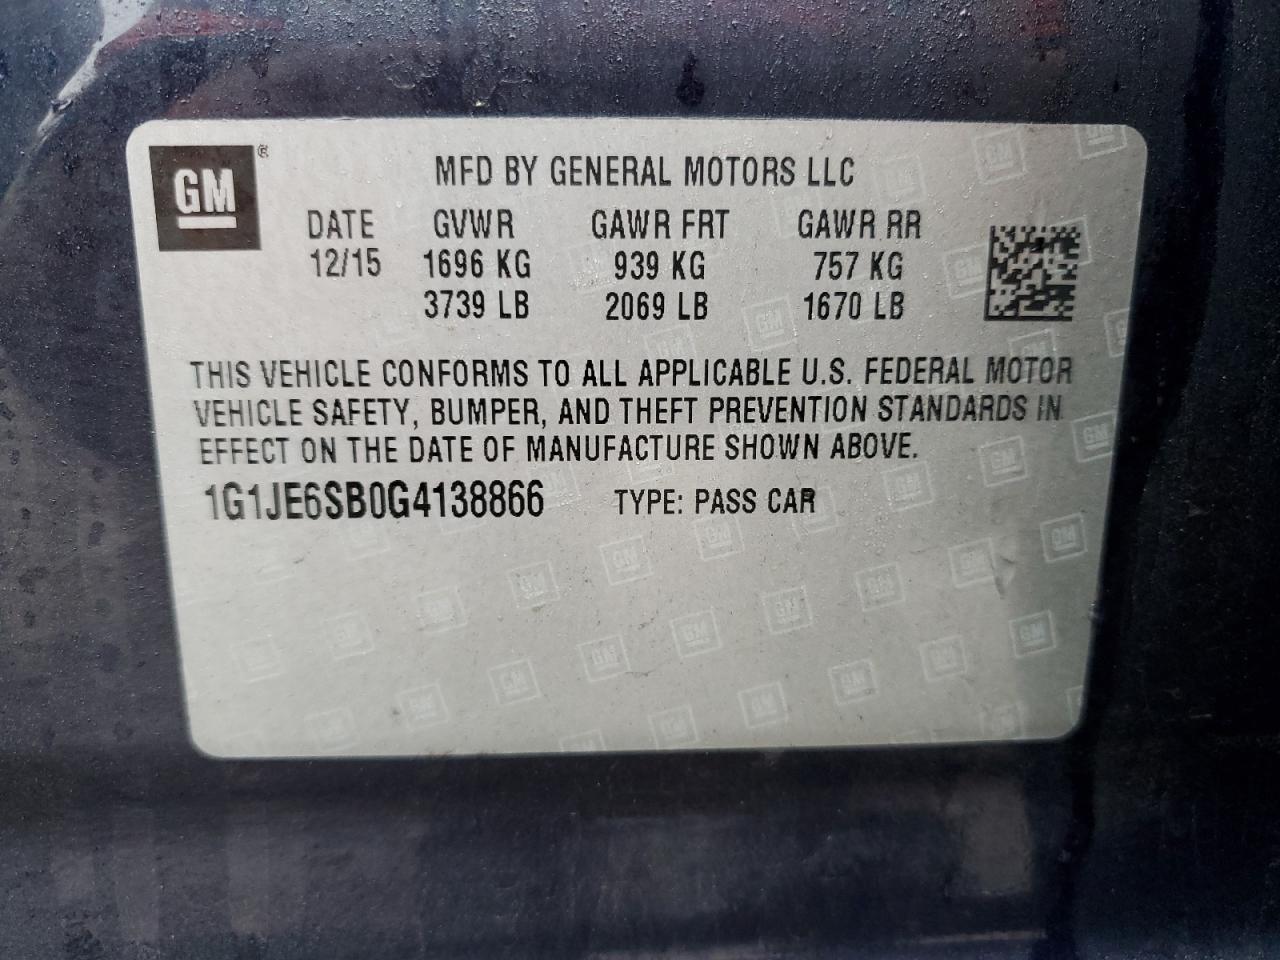 GM ®
MFD BY GENERAL MOTORS LLC
DATE GVWR GAWR FRT GAWR RR
12/15 1696 KG 939 KG 757 KG
3739 LB 2069 LB 1670 LB
THIS VEHICLE CONFORMS TO ALL APPLICABLE U.S. FEDERAL MOTOR
VEHICLE SAFETY, BUMPER, AND THEFT PREVENTION STANDARDS IN
EFFECT ON THE DATE OF MANUFACTURE SHOWN ABOVE.
1G1JE6SB0G4138866 TYPE: PASS CAR